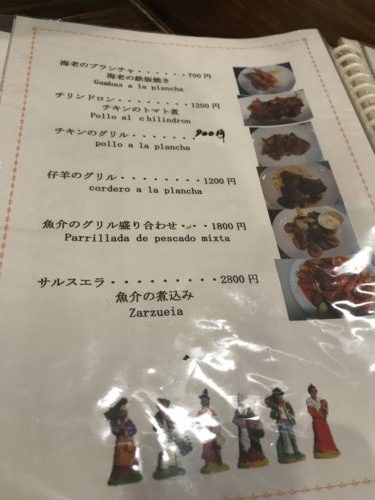 海老のプランチャ・・・・・・700円
海老の鉄板焼き
Gambas a la plancha
チリンドロン・・・・・・・・1200円
チキンのトマト煮
Pollo al chilindron
チキンのグリル・・・・・・・900円
pollo a la plancha
仔羊のグリル・・・・・・・・1200円
cordero a la plancha
魚介のグリル盛り合わせ・・・1800円
Parrillada de pescado mixta
サルスエラ・・・・・・・・・2800円
魚介の煮込み
Zarzueia